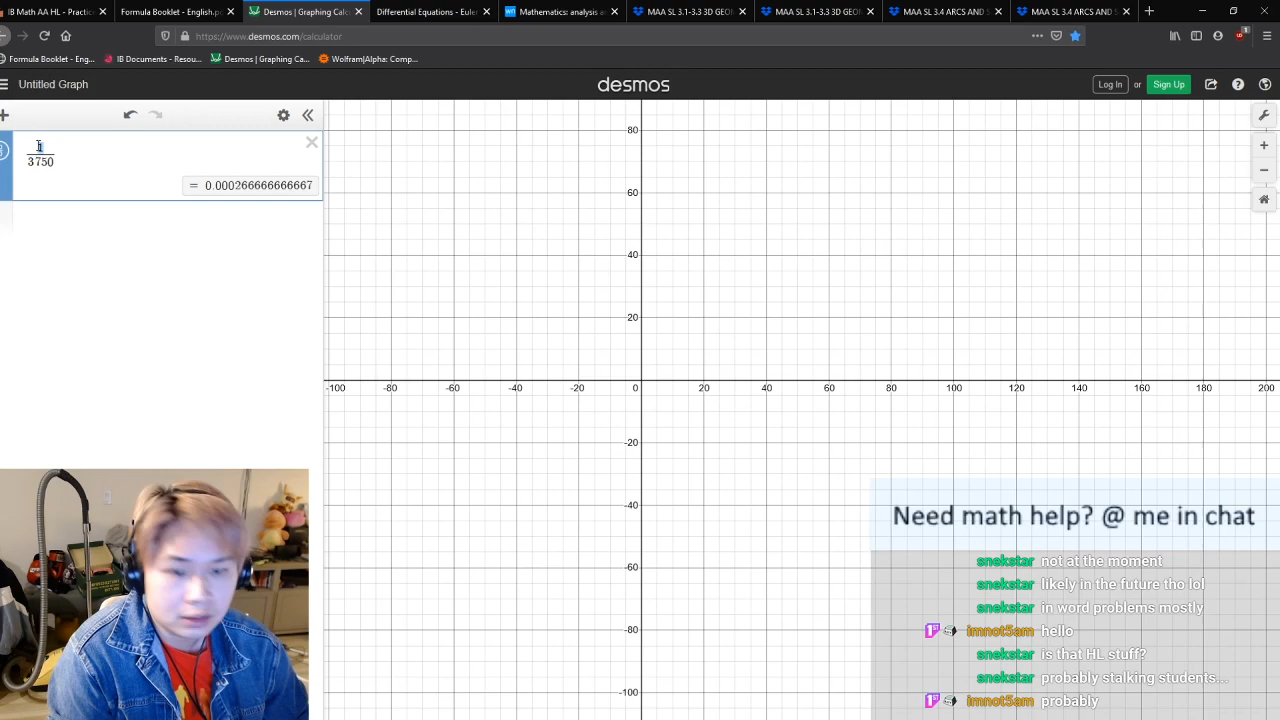 IB Math AA HL - Practic
Formula Booklet - English.pc
Desmos | Graphing Calc
Differential Equations - Euler
Mathematics: analysis an
MAA SL 3.1-3.3 3D GEOM
MAA SL 3.1-3.3 3D GEOM
MAA SL 3.4 ARCS AND S
MAA SL 3.4 ARCS AND S
https://www.desmos.com/calculator
Formula Booklet - Eng...
IB Documents - Resou...
Desmos | Graphing Ca...
Wolfram|Alpha: Comp...
Untitled Graph
desmos
Log In or Sign Up
1
3750
= 0.000266666666667
80
60
40
20
-100 -80 -60 -40 -20 0 20 40 60 80 100 120 140 160 180 200
-20
-40
-60
-80
-100
Need math help? @ me in chat
snekstar not at the moment
snekstar likely in the future tho lol
snekstar in word problems mostly
imnot5am hello
snekstar is that HL stuff?
snekstar probably stalking students...
imnot5am probably